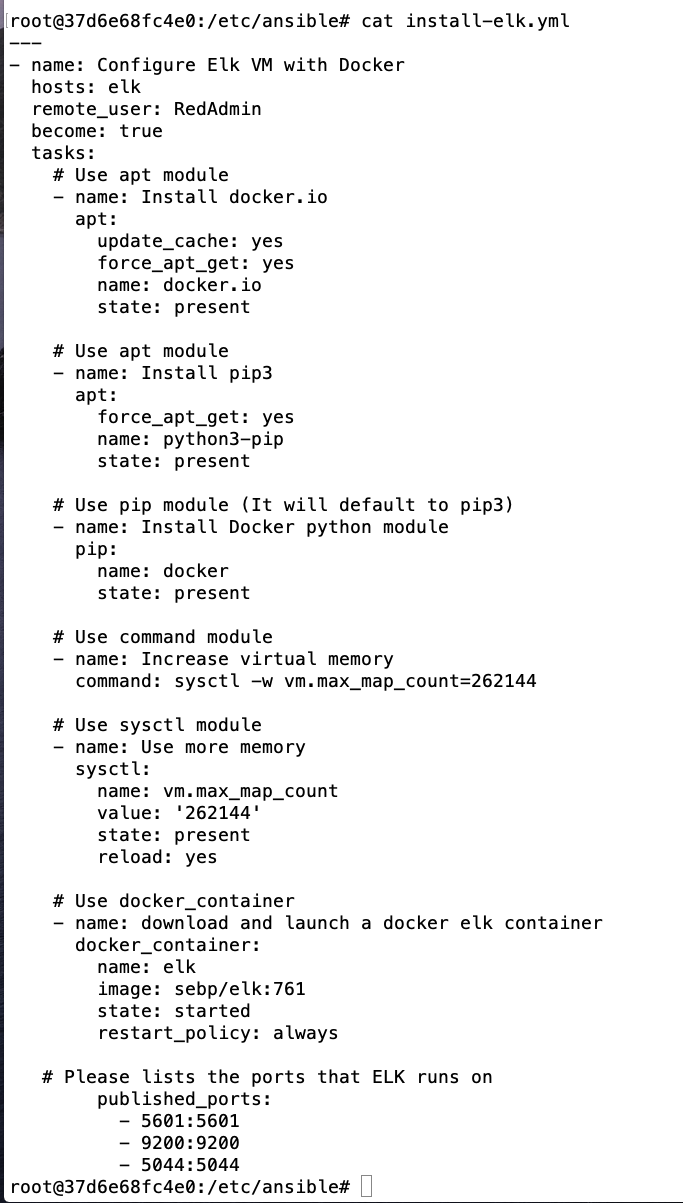 root@37d6e68fc4e0:/etc/ansible# cat install-elk.yml
---
- name: Configure Elk VM with Docker
  hosts: elk
  remote_user: RedAdmin
  become: true
  tasks:
    # Use apt module
    - name: Install docker.io
      apt:
        update_cache: yes
        force_apt_get: yes
        name: docker.io
        state: present

    # Use apt module
    - name: Install pip3
      apt:
        force_apt_get: yes
        name: python3-pip
        state: present

    # Use pip module (It will default to pip3)
    - name: Install Docker python module
      pip:
        name: docker
        state: present

    # Use command module
    - name: Increase virtual memory
      command: sysctl -w vm.max_map_count=262144

    # Use sysctl module
    - name: Use more memory
      sysctl:
        name: vm.max_map_count
        value: '262144'
        state: present
        reload: yes

    # Use docker_container
    - name: download and launch a docker elk container
      docker_container:
        name: elk
        image: sebp/elk:761
        state: started
        restart_policy: always

   # Please lists the ports that ELK runs on
        published_ports:
          - 5601:5601
          - 9200:9200
          - 5044:5044
root@37d6e68fc4e0:/etc/ansible#